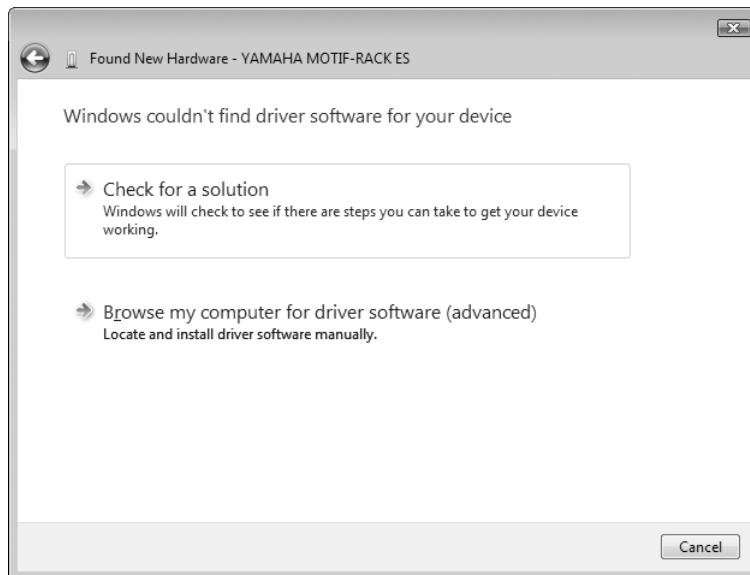 Found New Hardware - YAMAHA MOTIF-RACK ES
Windows couldn't find driver software for your device
Check for a solution
Windows will check to see if there are steps you can take to get your device
working.
Browse my computer for driver software (advanced)
Locate and install driver software manually.
Cancel